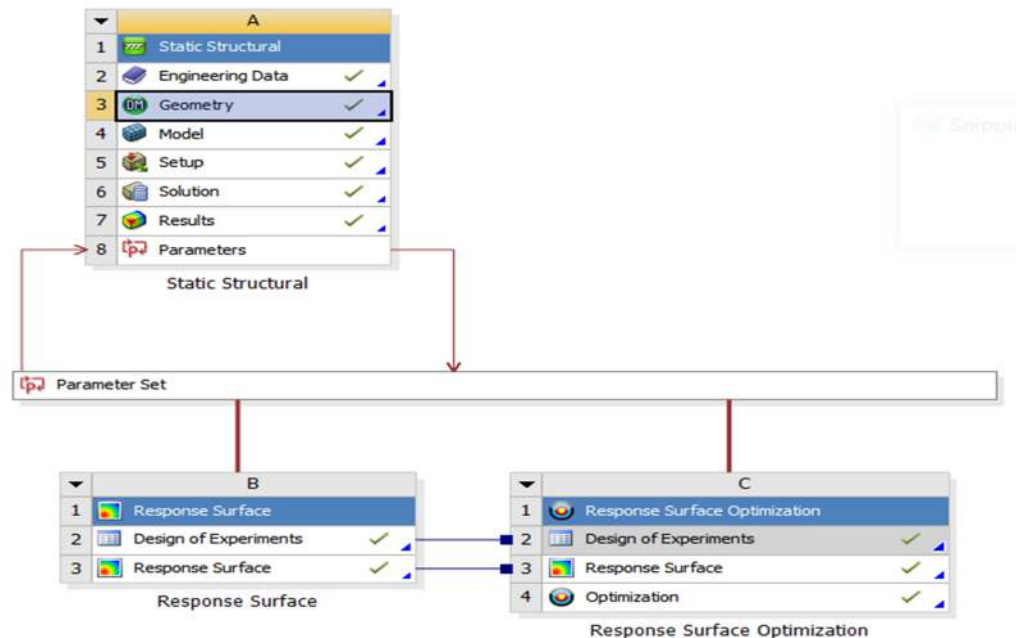 A
1 Static Structural
2 Engineering Data
3 DM Geometry
4 Model
5 Setup
6 Solution
7 Results
8 Parameters
Static Structural
Parameter Set
B
1 Response Surface
2 Design of Experiments
3 Response Surface
Response Surface
C
1 Response Surface Optimization
2 Design of Experiments
3 Response Surface
4 Optimization
Response Surface Optimization